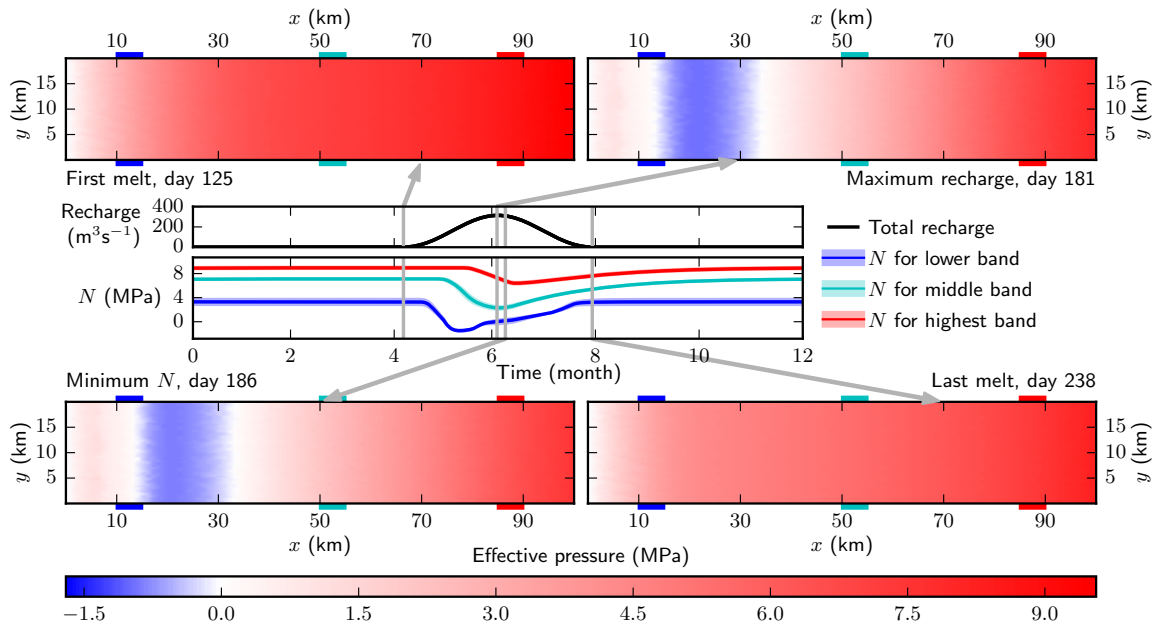 x (km) x (km)
10 30 50 70 90 10 30 50 70 90
y (km) 15 10 5 15 10 5 y (km)
First melt, day 125 Maximum recharge, day 181
Recharge
(m³s⁻¹)
400
200
0
Total recharge
N for lower band
N for middle band
N for highest band
N (MPa)
8
4
0
0 2 4 6 8 10 12
Time (month)
Minimum N, day 186 Last melt, day 238
y (km) 15 10 5 15 10 5 y (km)
10 30 50 70 90 10 30 50 70 90
x (km) x (km)
Effective pressure (MPa)
−1.5 0.0 1.5 3.0 4.5 6.0 7.5 9.0